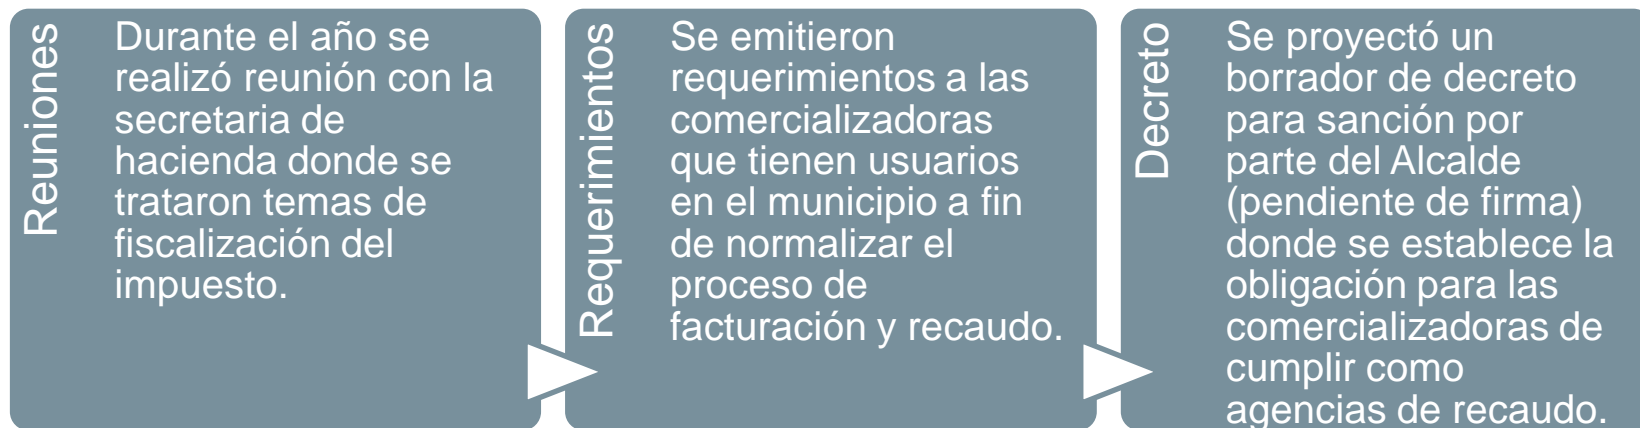 Reuniones
Durante el año se
realizó reunión con la
secretaria de
hacienda donde se
trataron temas de
fiscalización del
impuesto.
Requerimientos
Se emitieron
requerimientos a las
comercializadoras
que tienen usuarios
en el municipio a fin
de normalizar el
proceso de
facturación y recaudo.
Decreto
Se proyectó un
borrador de decreto
para sanción por
parte del Alcalde
(pendiente de firma)
donde se establece la
obligación para las
comercializadoras de
cumplir como
agencias de recaudo.